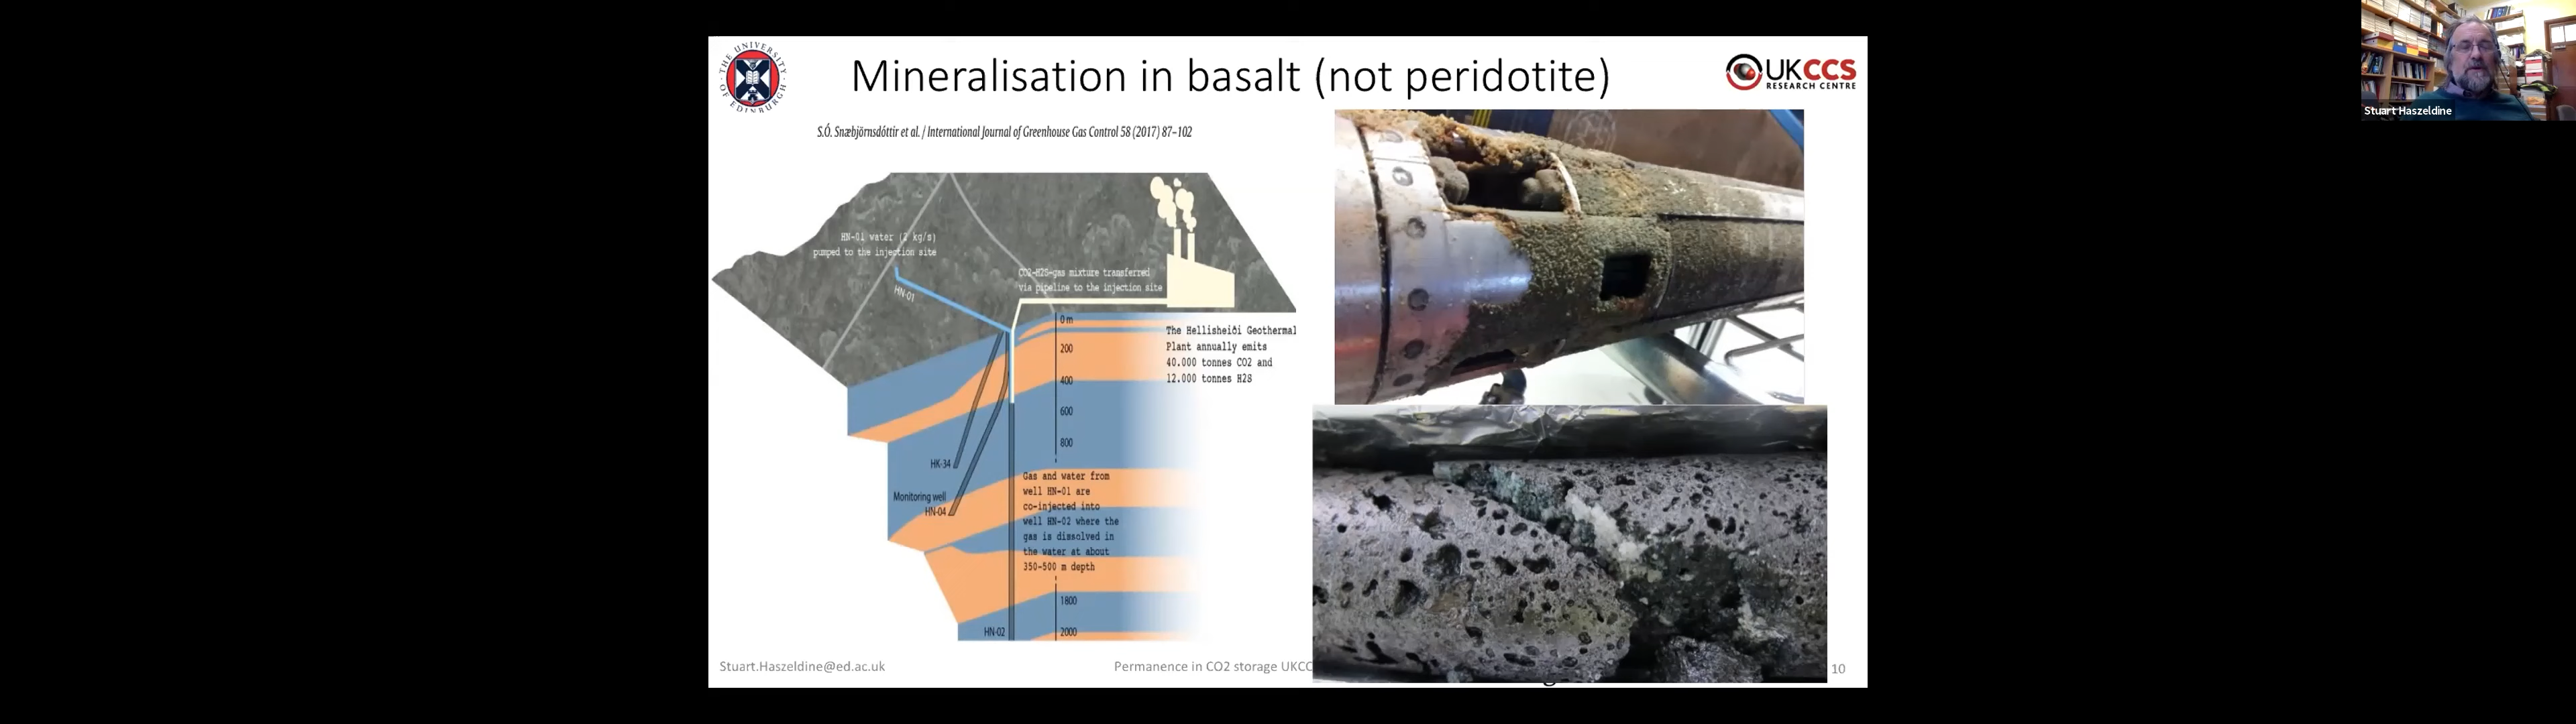 THE UNIVERSITY OF EDINBURGH
Mineralisation in basalt (not peridotite)
UKCCS
RESEARCH CENTRE
Stuart Haszeldine
S.Ó. Snæbjörnsdóttir et al. / International Journal of Greenhouse Gas Control 58 (2017) 87–102
HN-01 water (2 kg/s)
pumped to the injection site
HN-01
CO2-H2S-gas mixture transferred
via pipeline to the injection site
0 m
200
400
600
800
1800
2000
The Hellisheiði Geothermal
Plant annually emits
40.000 tonnes CO2 and
12.000 tonnes H2S
HK-34
Monitoring well
HN-04
Gas and water from
well HN-01 are
co-injected into
well HN-02 where the
gas is dissolved in
the water at about
350-500 m depth
HN-02
Stuart.Haszeldine@ed.ac.uk
Permanence in CO2 storage UKCC
10